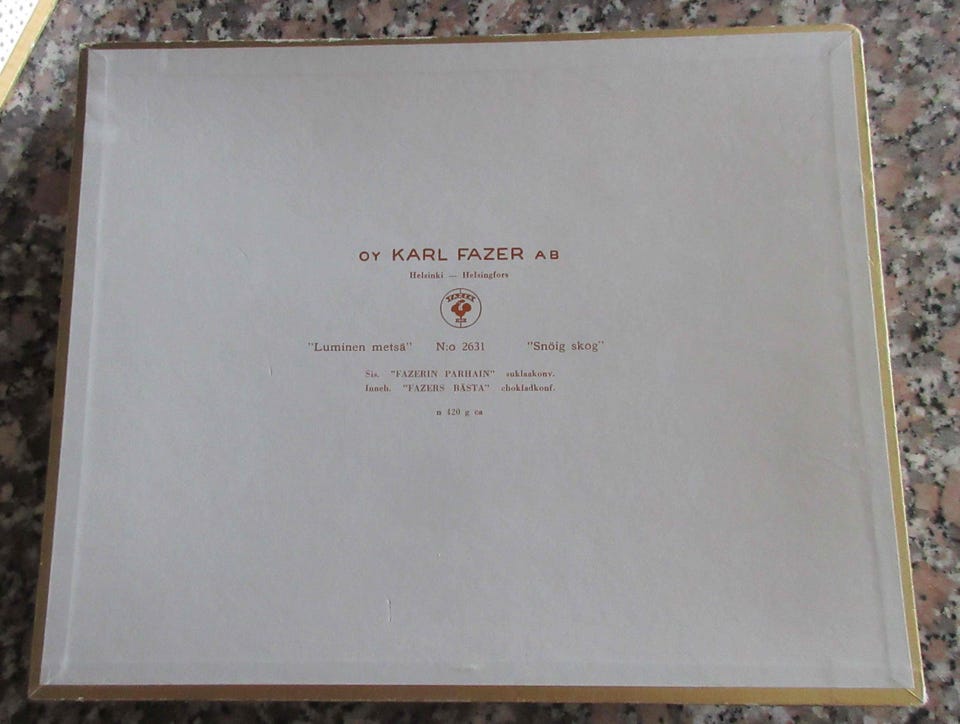 OY KARL FAZER AB
Helsinki — Helsingfors
FAZER
"Luminen metsä" N:o 2631 "Snöig skog"
Sis. "FAZERIN PARHAIN" suklaakonv.
Inneh. "FAZERS BÄSTA" chokladkonf.
n 420 g ca